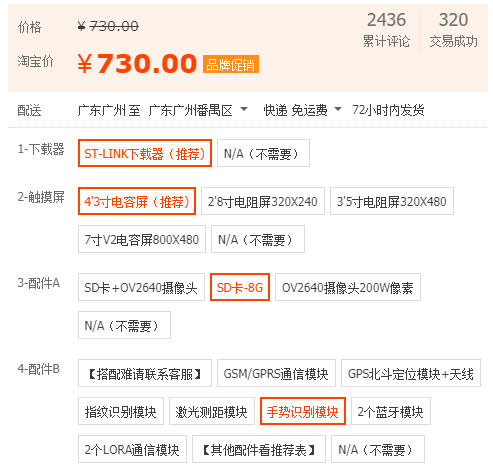 价格 ¥ 730.00 2436 320
累计评论 交易成功
淘宝价 ¥ 730.00 品牌促销
配送 广东广州 至 广东广州番禺区 快递 免运费 72小时内发货
1-下载器 ST-LINK下载器（推荐） N/A（不需要）
2-触摸屏 4'3寸电容屏（推荐） 2'8寸电阻屏320X240 3'5寸电阻屏320X480
7寸V2电容屏800X480 N/A（不需要）
3-配件A SD卡+OV2640摄像头 SD卡-8G OV2640摄像头200W像素
N/A（不需要）
4-配件B 【搭配难请联系客服】 GSM/GPRS通信模块 GPS北斗定位模块+天线
指纹识别模块 激光测距模块 手势识别模块 2个蓝牙模块
2个LORA通信模块 【其他配件看推荐表】 N/A（不需要）